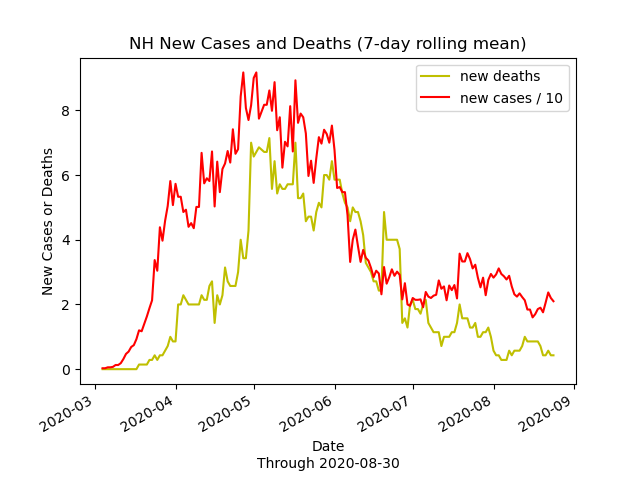 NH New Cases and Deaths (7-day rolling mean)
new deaths
new cases / 10
New Cases or Deaths
8
6
4
2
0
2020-03
2020-04
2020-05
2020-06
2020-07
2020-08
2020-09
Date
Through 2020-08-30